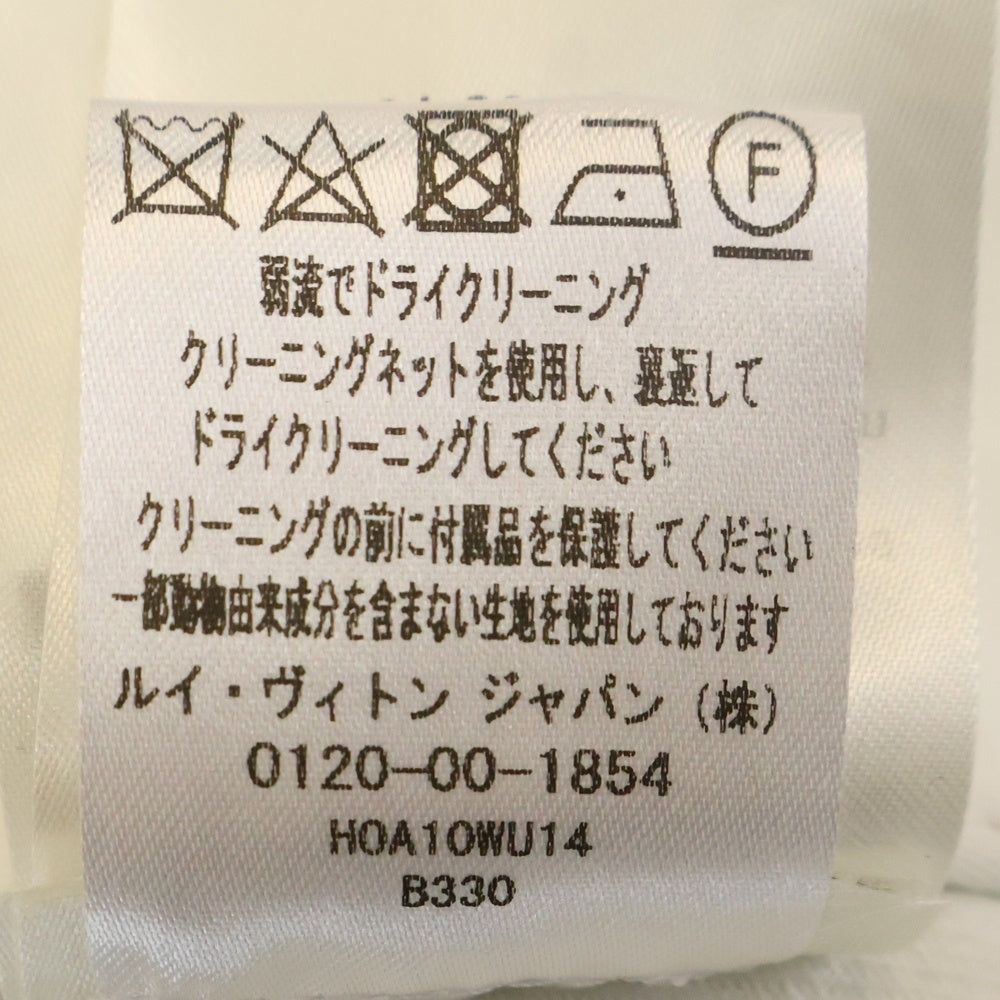 F
弱流でドライクリーニング
クリーニングネットを使用し、裏返して
ドライクリーニングしてください
クリーニングの前に付属品を保護してください
一部動物由来成分を含まない生地を使用しております
ルイ・ヴィトン ジャパン (株)
0120-00-1854
H0A10WU14
B330